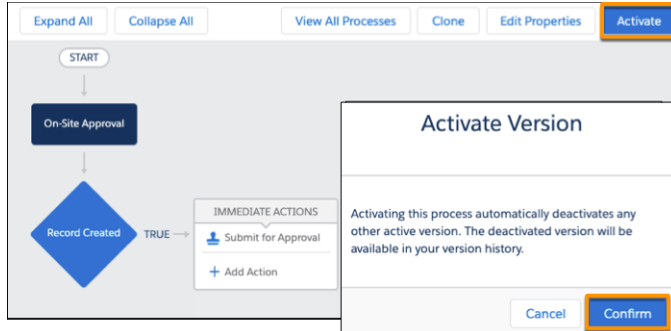 Expand All Collapse All View All Processes Clone Edit Properties Activate
START
On-Site Approval
Record Created
TRUE
IMMEDIATE ACTIONS
Submit for Approval
+ Add Action
Activate Version
Activating this process automatically deactivates any
other active version. The deactivated version will be
available in your version history.
Cancel Confirm